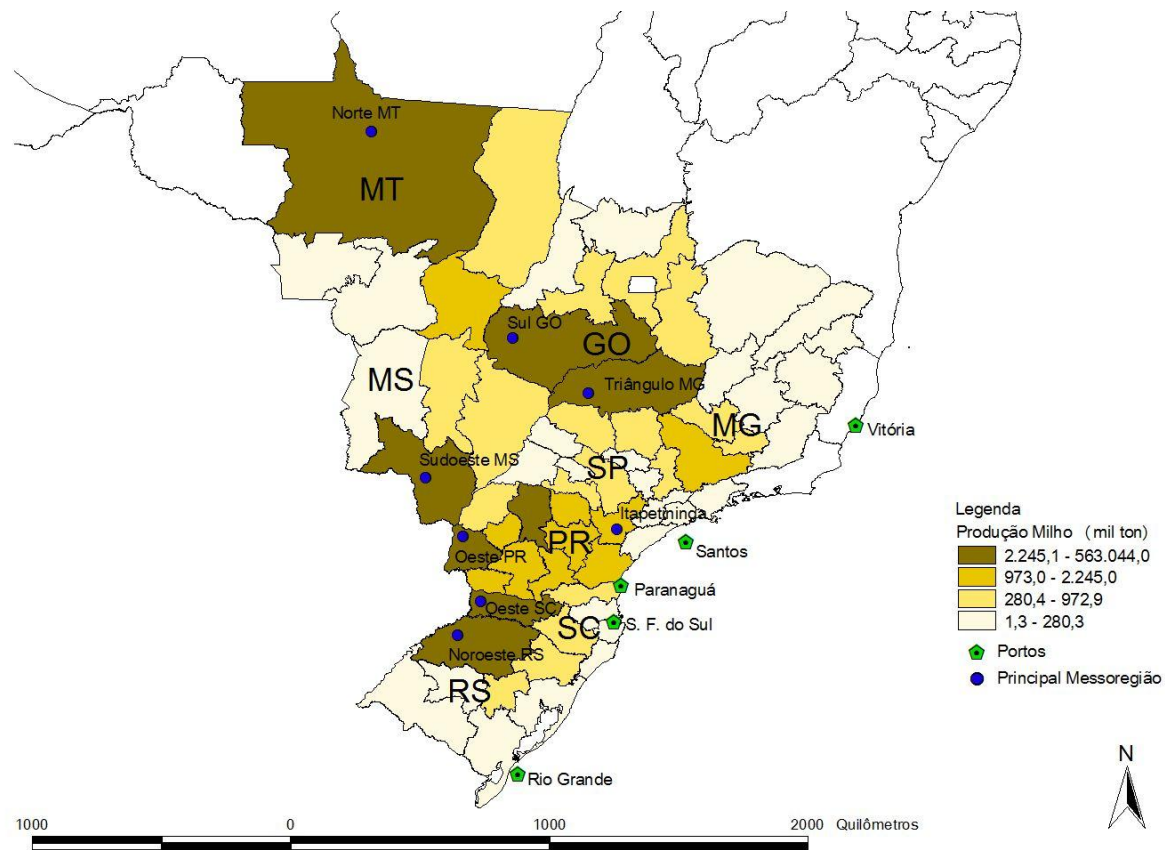 Norte MT
MT
Sul GO
GO
MS
Triângulo MG
MG
Vitória
Sudoeste MS
SP
Itapetininga
PR
Oeste PR
Santos
Paranaguá
Oeste SC
SC
S. F. do Sul
Noroeste RS
RS
Rio Grande
Legenda
Produção Milho (mil ton)
2.245,1 - 563.044,0
973,0 - 2.245,0
280,4 - 972,9
1,3 - 280,3
Portos
Principal Messoregião
N
1000 0 1000 2000 Quilômetros